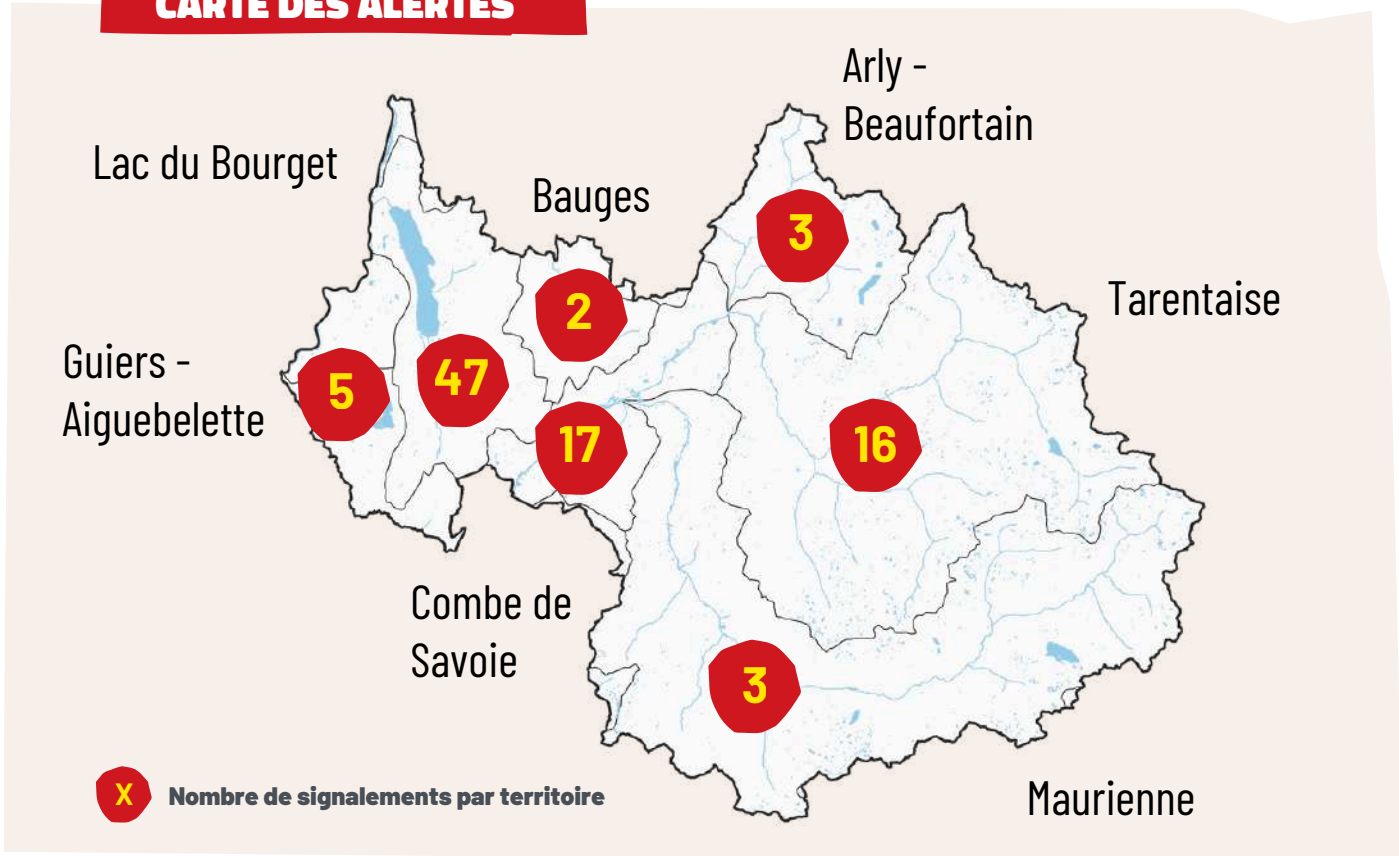 CARTE DES ALERTES
Arly -
Beaufortain
Lac du Bourget
Bauges
3
Tarentaise
2
Guiers -
Aiguebelette
5
47
17
16
Combe de
Savoie
3
X Nombre de signalements par territoire
Maurienne